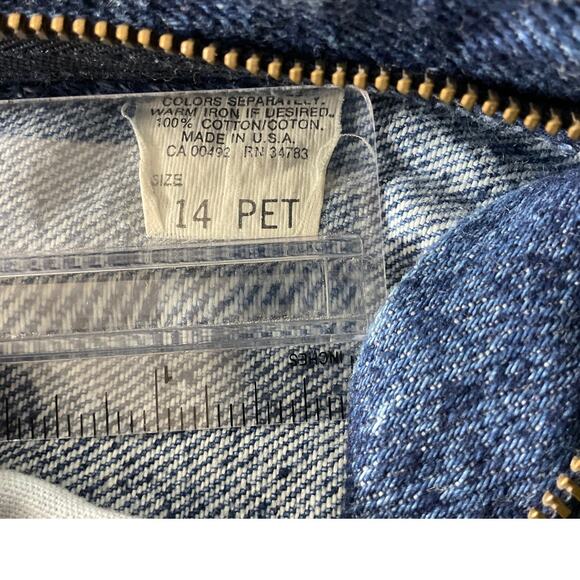 COLORS SEPARATELY.
WARM IRON IF DESIRED.
100% COTTON/COTON.
MADE IN U.S.A.
CA 00492 RN 34783
SIZE
14 PET
INCHES
1